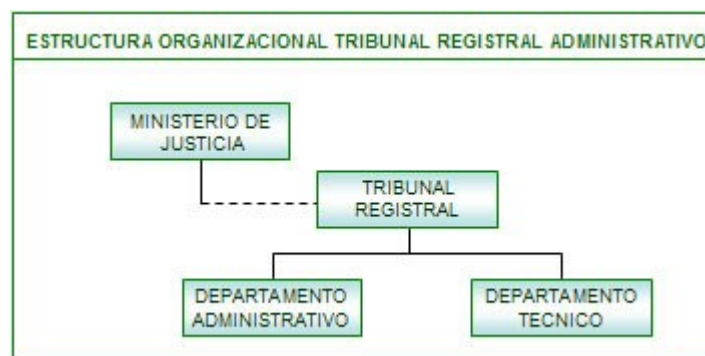 ESTRUCTURA ORGANIZACIONAL TRIBUNAL REGISTRAL ADMINISTRATIVO
MINISTERIO DE
JUSTICIA
TRIBUNAL
REGISTRAL
DEPARTAMENTO
ADMINISTRATIVO
DEPARTAMENTO
TECNICO